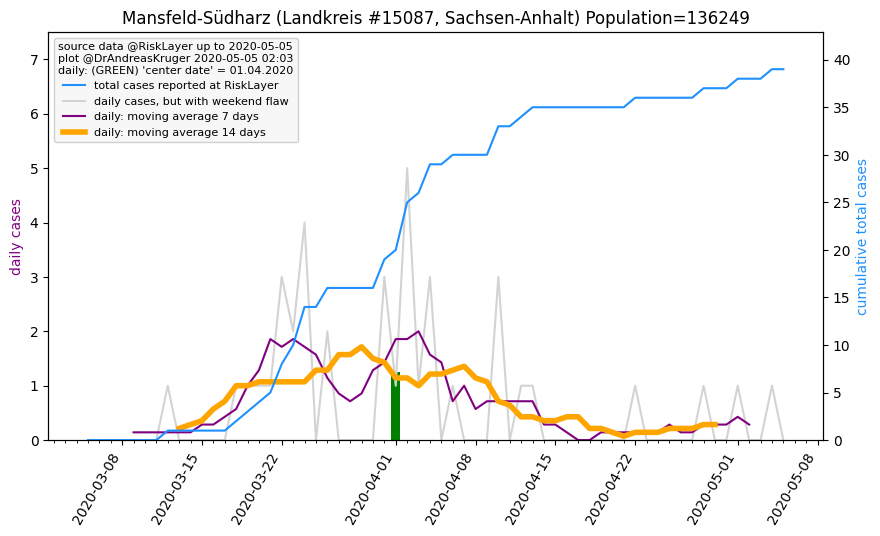 Mansfeld-Südharz (Landkreis #15087, Sachsen-Anhalt) Population=136249
source data @RiskLayer up to 2020-05-05
plot @DrAndreasKruger 2020-05-05 02:03
daily: (GREEN) 'center date' = 01.04.2020
total cases reported at RiskLayer
daily cases, but with weekend flaw
daily: moving average 7 days
daily: moving average 14 days
daily cases
7
6
5
4
3
2
1
0
cumulative total cases
40
35
30
25
20
15
10
5
0
2020-03-08
2020-03-15
2020-03-22
2020-04-01
2020-04-08
2020-04-15
2020-04-22
2020-05-01
2020-05-08